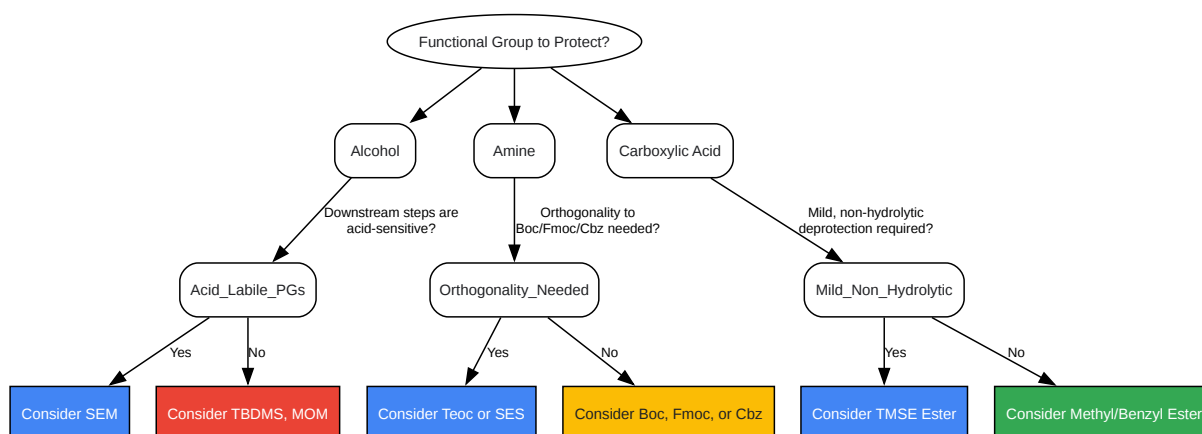 Functional Group to Protect?
Alcohol
Amine
Carboxylic Acid
Downstream steps are
acid-sensitive?
Orthogonality to
Boc/Fmoc/Cbz needed?
Mild, non-hydrolytic
deprotection required?
Acid_Labile_PGs
Orthogonality_Needed
Mild_Non_Hydrolytic
Yes
No
Yes
No
Yes
No
Consider SEM
Consider TBDMS, MOM
Consider Teoc or SES
Consider Boc, Fmoc, or Cbz
Consider TMSE Ester
Consider Methyl/Benzyl Ester